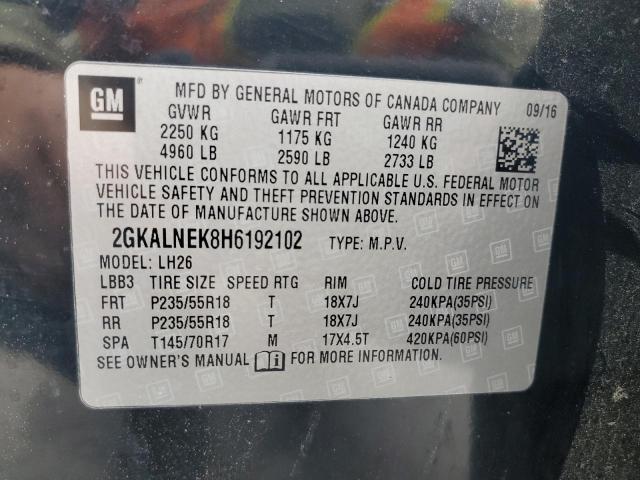 GM
MFD BY GENERAL MOTORS OF CANADA COMPANY 09/16
GVWR GAWR FRT GAWR RR
2250 KG 1175 KG 1240 KG
4960 LB 2590 LB 2733 LB
THIS VEHICLE CONFORMS TO ALL APPLICABLE U.S. FEDERAL MOTOR
VEHICLE SAFETY AND THEFT PREVENTION STANDARDS IN EFFECT ON
THE DATE OF MANUFACTURE SHOWN ABOVE.
2GKALNEK8H6192102 TYPE: M.P.V.
MODEL: LH26
LBB3 TIRE SIZE SPEED RTG RIM COLD TIRE PRESSURE
FRT P235/55R18 T 18X7J 240KPA(35PSI)
RR P235/55R18 T 18X7J 240KPA(35PSI)
SPA T145/70R17 M 17X4.5T 420KPA(60PSI)
SEE OWNER'S MANUAL FOR MORE INFORMATION.